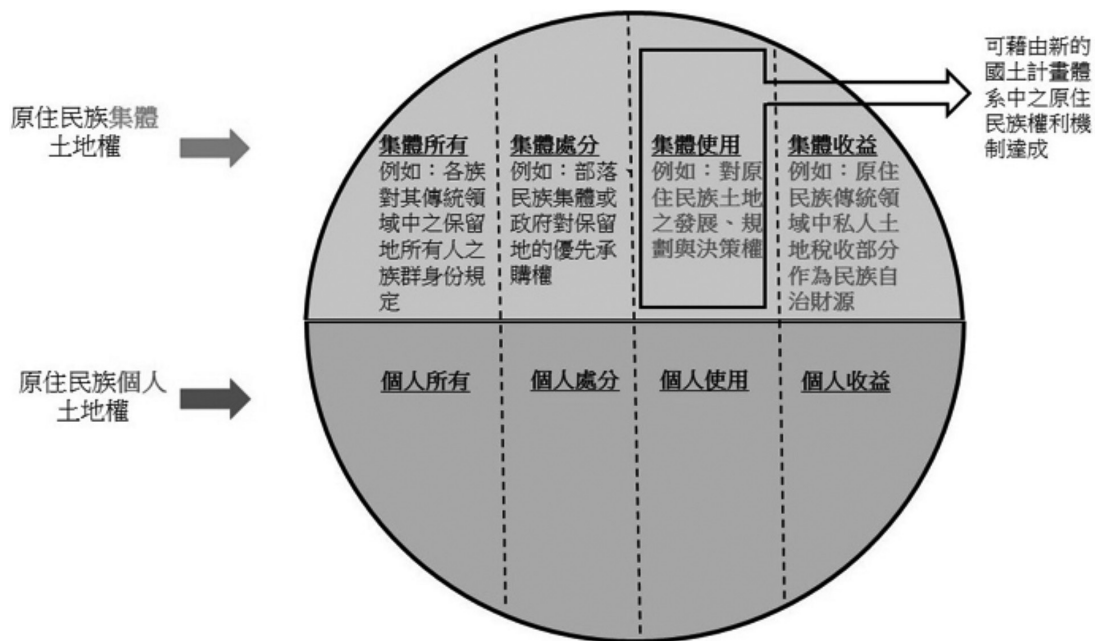 原住民族集體
土地權
集體所有
例如：各族
對其傳統領
域中之保留
地所有人之
族群身份規
定
集體處分
例如：部落、
民族集體或
政府對保留
地的優先承
購權
集體使用
例如：對原
住民族土地
之發展、規
劃與決策權
集體收益
例如：原住
民族傳統領
域中私人土
地稅收部分
作為民族自
治財源
可藉由新的
國土計畫體
系中之原住
民族權利機
制達成
原住民族個人
土地權
個人所有
個人處分
個人使用
個人收益